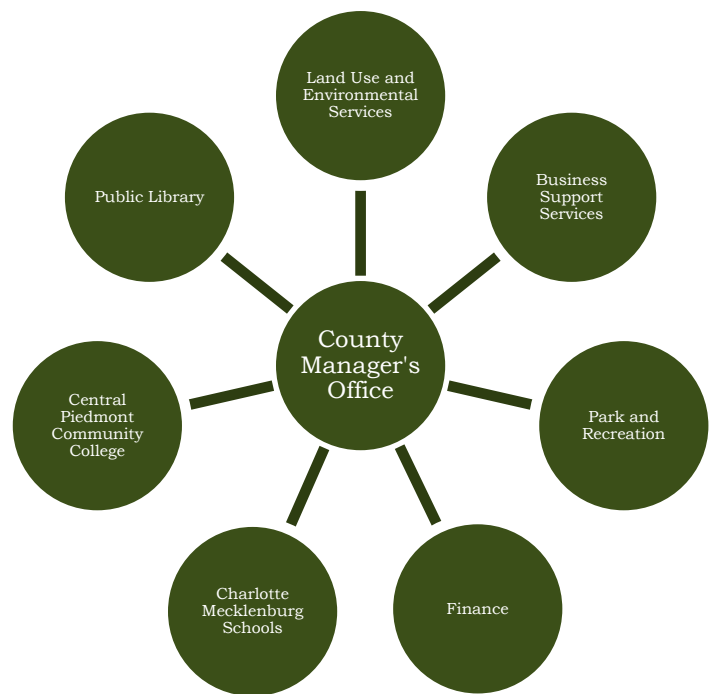 Land Use and
Environmental
Services
Public Library
Business
Support
Services
County
Manager's
Office
Central
Piedmont
Community
College
Park and
Recreation
Charlotte
Mecklenburg
Schools
Finance